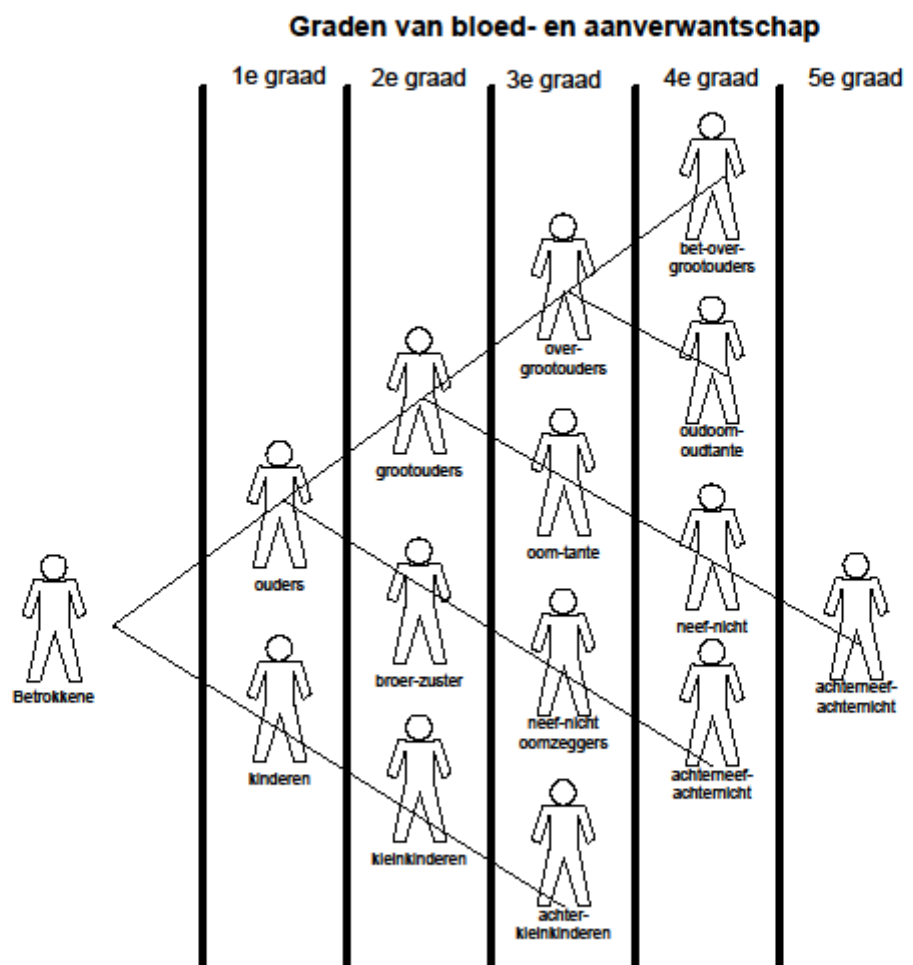 Graden van bloed- en aanverwantschap
1e graad
2e graad
3e graad
4e graad
5e graad
bet-over-
grootouders
over-
grootouders
oudoom-
oudtante
grootouders
oom-tante
ouders
neef-nicht
Betrokkene
broer-zuster
achterneef-
achternicht
neef-nicht
oomzeggers
kinderen
achterneef-
achternicht
kleinkinderen
achter-
kleinkinderen